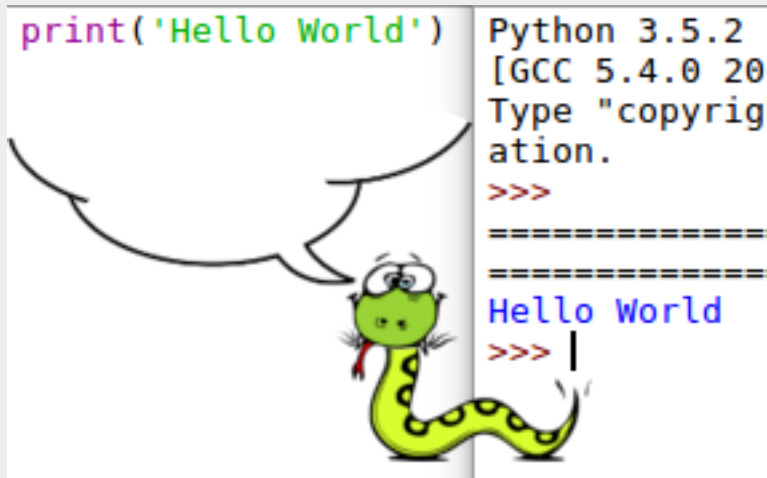 print('Hello World')
Python 3.5.2
[GCC 5.4.0 20
Type "copyrig
ation.
>>>
=============
=============
Hello World
>>>